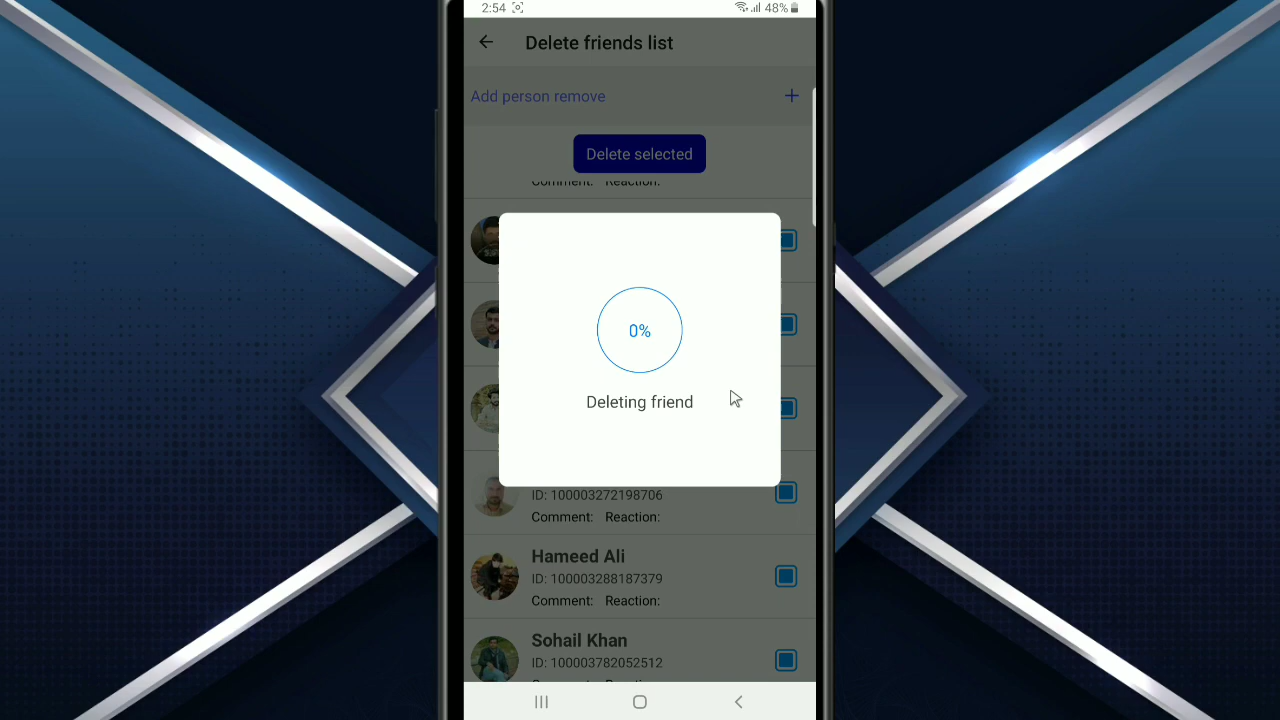 2:54 48%
Delete friends list
Add person remove +
Delete selected
Comment: Reaction:
0%
Deleting friend
ID: 100003272198706
Comment: Reaction:
Hameed Ali
ID: 100003288187379
Comment: Reaction:
Sohail Khan
ID: 100003782052512